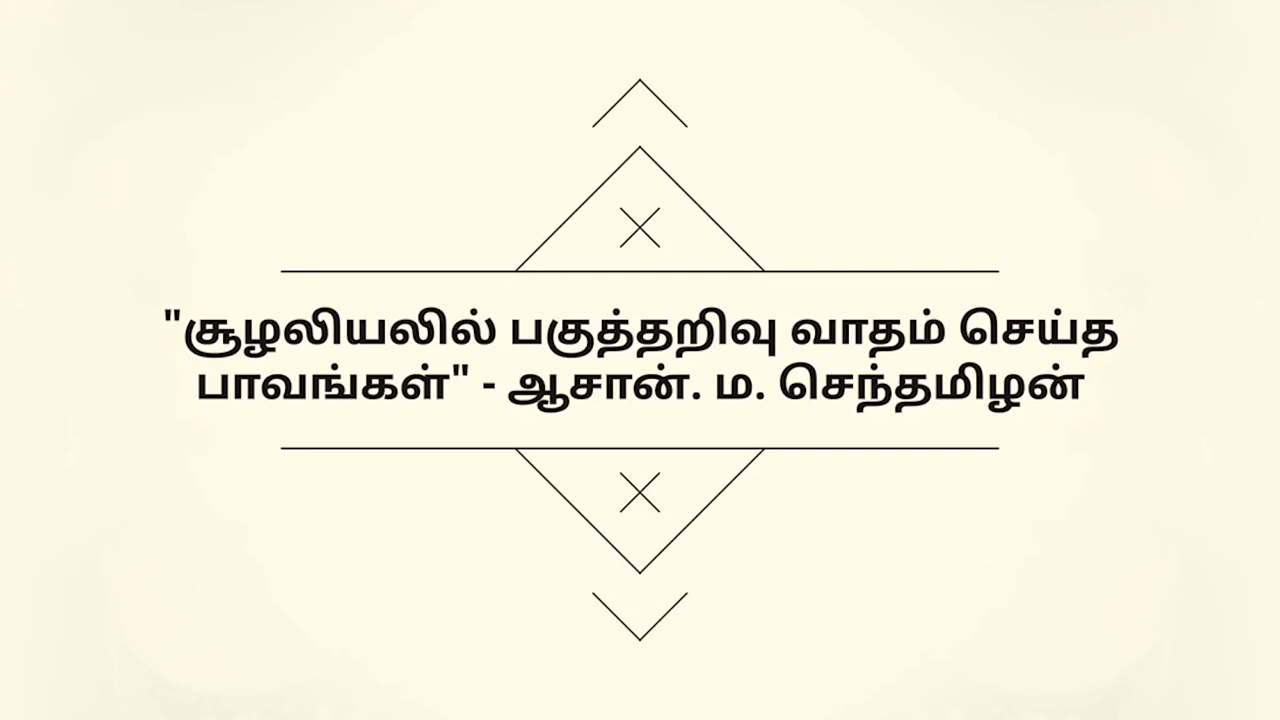 "சூழலியலில் பகுத்தறிவு வாதம் செய்த
பாவங்கள்" - ஆசான். ம. செந்தமிழன்